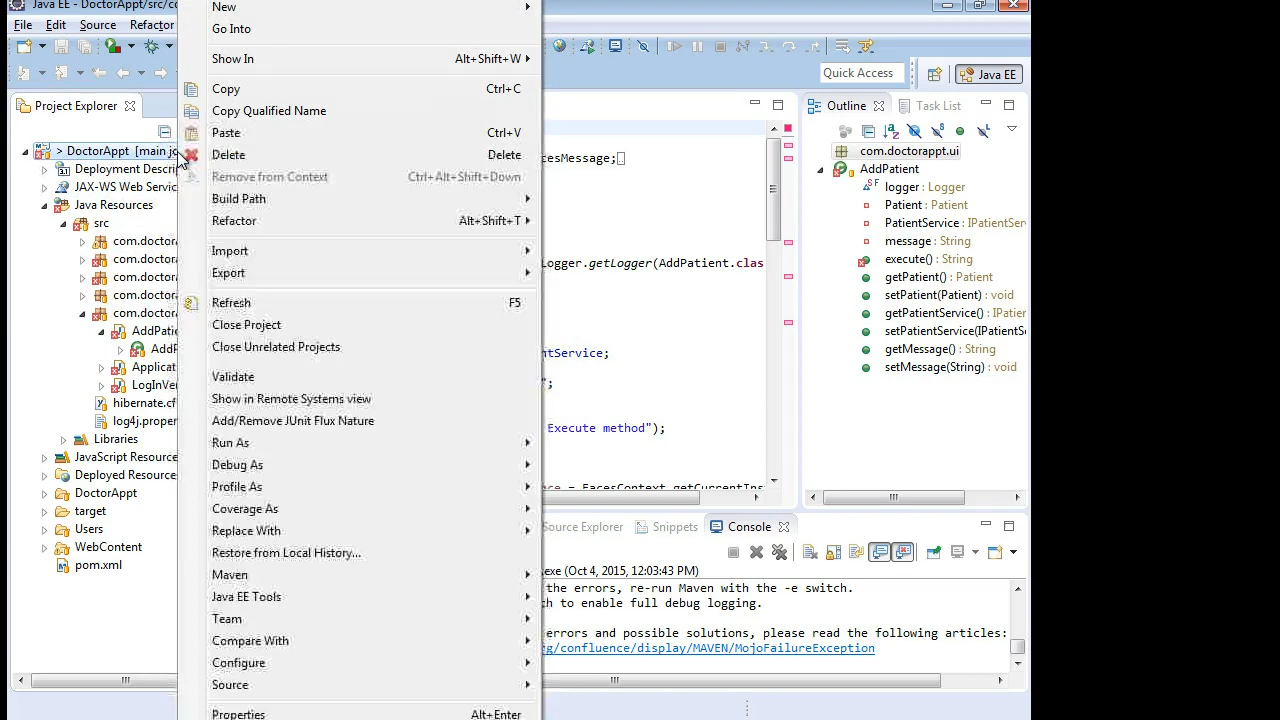 Java EE - DoctorAppt/src/co
File Edit Source Refactor
Quick Access
Java EE
Project Explorer
> DoctorAppt [main
Deployment Descri
JAX-WS Web Servic
Java Resources
src
com.doctor
com.doctor
com.doctor
com.doctor
com.doctor
AddPatie
AddP
Applicat
LogInVer
hibernate.cf
log4j.proper
Libraries
JavaScript Resource
Deployed Resource
DoctorAppt
target
Users
WebContent
pom.xml
New
Go Into
Show In Alt+Shift+W
Copy Ctrl+C
Copy Qualified Name
Paste Ctrl+V
Delete Delete
Remove from Context Ctrl+Alt+Shift+Down
Build Path
Refactor Alt+Shift+T
Import
Export
Refresh F5
Close Project
Close Unrelated Projects
Validate
Show in Remote Systems view
Add/Remove JUnit Flux Nature
Run As
Debug As
Profile As
Coverage As
Replace With
Restore from Local History...
Maven
Java EE Tools
Team
Compare With
Configure
Source
Properties Alt+Enter
cesMessage;
Logger.getLogger(AddPatient.clas
ntService;
";
Execute method");
= FacesContext.getCurrentIns
Outline Task List
com.doctorappt.ui
AddPatient
logger : Logger
Patient : Patient
PatientService : IPatientSer
message : String
execute() : String
getPatient() : Patient
setPatient(Patient) : void
getPatientService() : IPatier
setPatientService(IPatientSe
getMessage() : String
setMessage(String) : void
Source Explorer Snippets Console
.exe (Oct 4, 2015, 12:03:43 PM)
the errors, re-run Maven with the -e switch.
ch to enable full debug logging.
errors and possible solutions, please read the following articles:
g/confluence/display/MAVEN/MojoFailureException